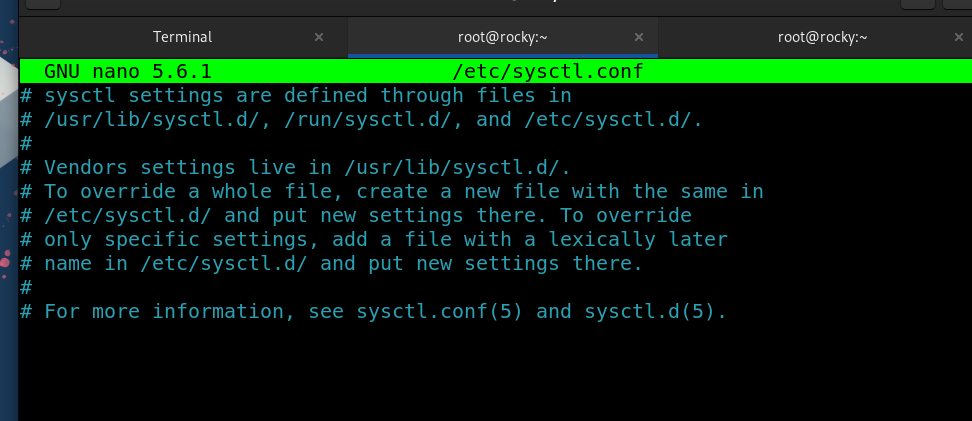 Terminal × root@rocky:~ × root@rocky:~ ×
GNU nano 5.6.1 /etc/sysctl.conf
# sysctl settings are defined through files in
# /usr/lib/sysctl.d/, /run/sysctl.d/, and /etc/sysctl.d/.
#
# Vendors settings live in /usr/lib/sysctl.d/.
# To override a whole file, create a new file with the same in
# /etc/sysctl.d/ and put new settings there. To override
# only specific settings, add a file with a lexically later
# name in /etc/sysctl.d/ and put new settings there.
#
# For more information, see sysctl.conf(5) and sysctl.d(5).